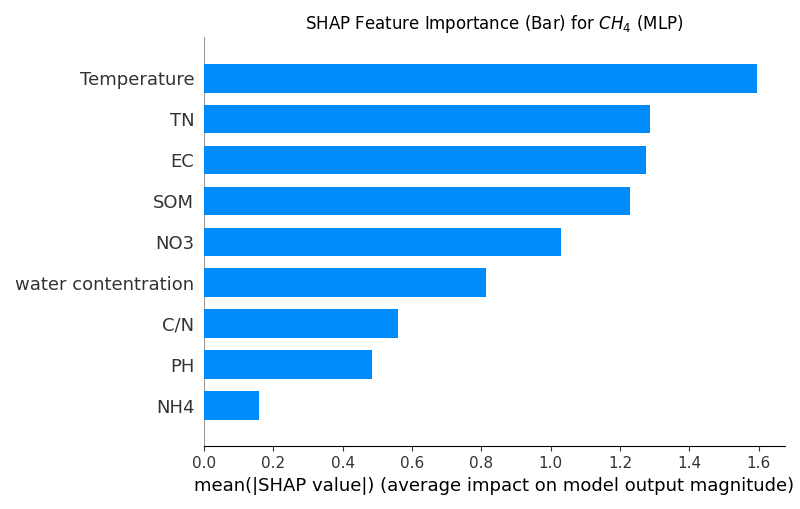 SHAP Feature Importance (Bar) for $CH_4$ (MLP)
Temperature
TN
EC
SOM
NO3
water contentration
C/N
PH
NH4
0.0 0.2 0.4 0.6 0.8 1.0 1.2 1.4 1.6
mean(|SHAP value|) (average impact on model output magnitude)